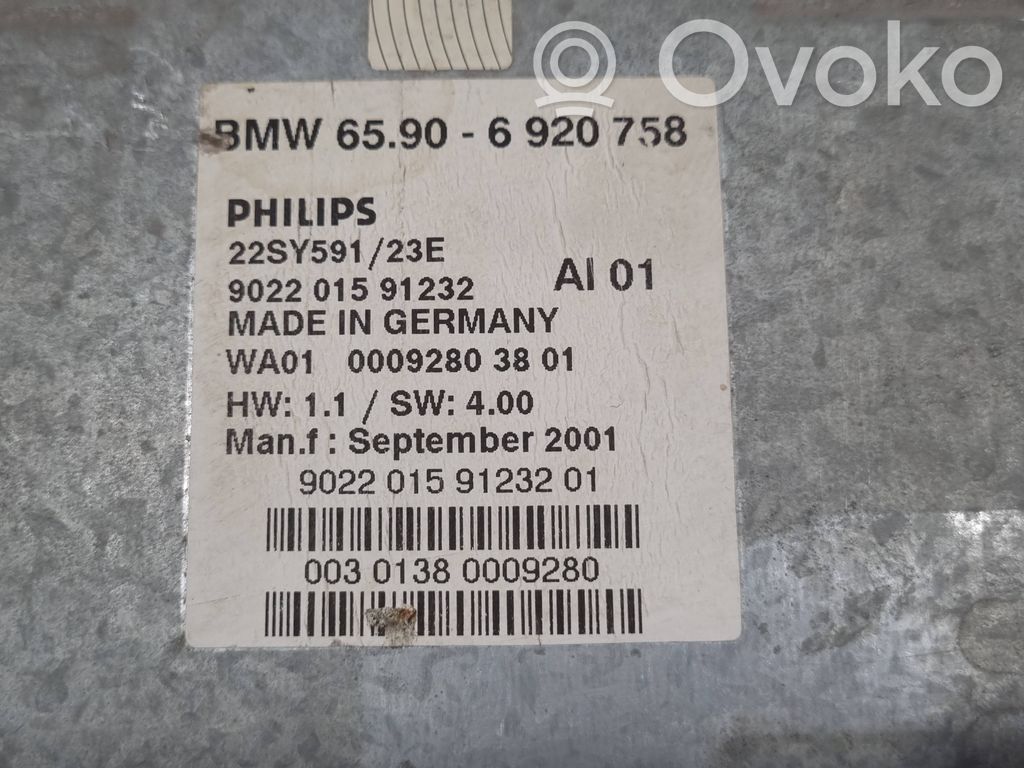 Ovoko
BMW 65.90 - 6 920 758
PHILIPS
22SY591/23E
9022 015 91232 AI 01
MADE IN GERMANY
WA01 0009280 38 01
HW: 1.1 / SW: 4.00
Man.f : September 2001
9022 015 91232 01
003 0138 0009280